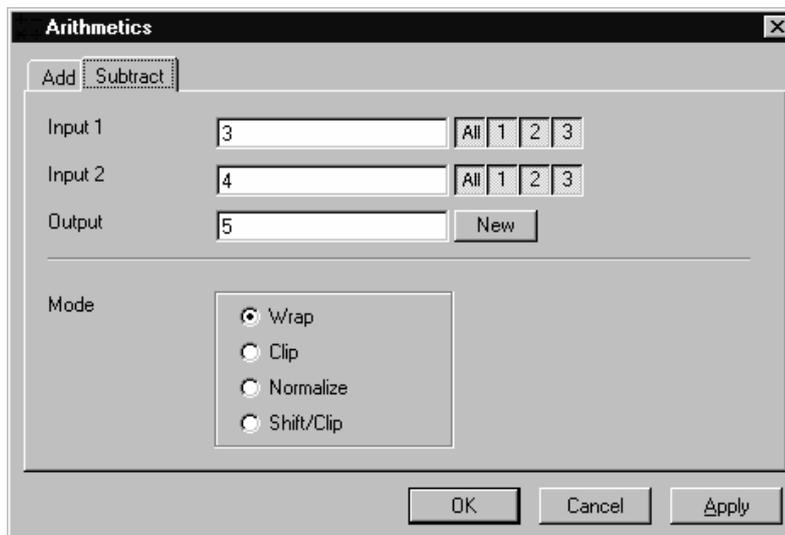 Arithmetics
Add Subtract
Input 1 3 All 1 2 3
Input 2 4 All 1 2 3
Output 5 New
Mode
Wrap
Clip
Normalize
Shift/Clip
OK Cancel Apply